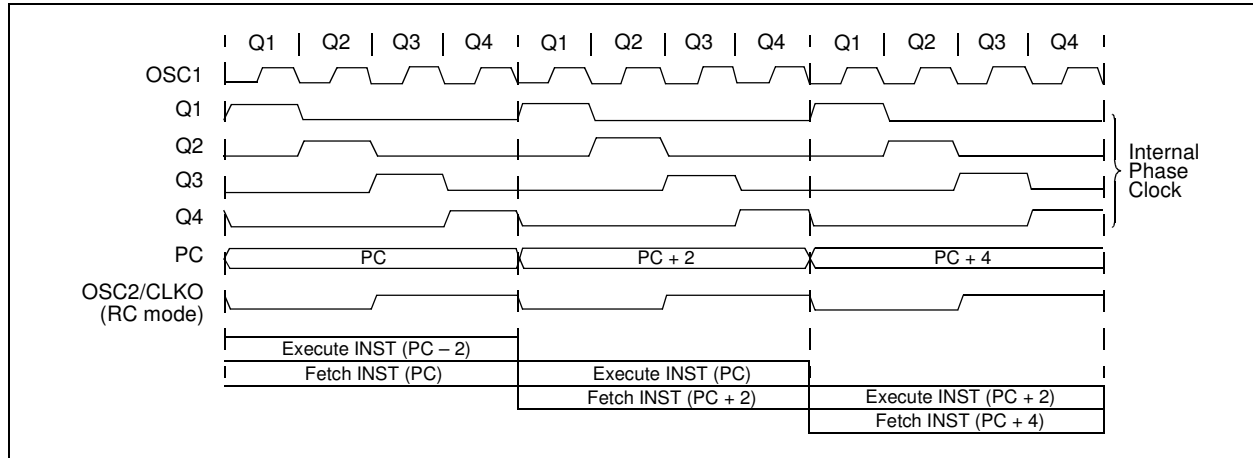 Q1 Q2 Q3 Q4 Q1 Q2 Q3 Q4 Q1 Q2 Q3 Q4
OSC1
Q1
Q2
Q3
Q4
Internal
Phase
Clock
PC PC PC + 2 PC + 4
OSC2/CLKO
(RC mode)
Execute INST (PC – 2)
Fetch INST (PC) Execute INST (PC)
Fetch INST (PC + 2) Execute INST (PC + 2)
Fetch INST (PC + 4)